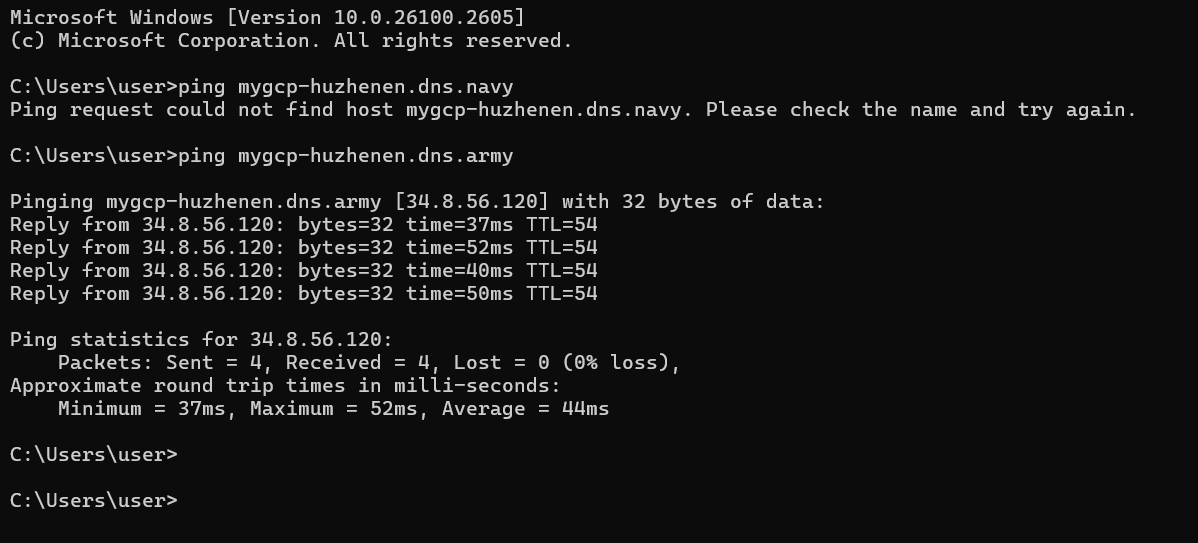 Microsoft Windows [Version 10.0.26100.2605]
(c) Microsoft Corporation. All rights reserved.
C:\Users\user>ping mygcp-huzhenen.dns.navy
Ping request could not find host mygcp-huzhenen.dns.navy. Please check the name and try again.
C:\Users\user>ping mygcp-huzhenen.dns.army
Pinging mygcp-huzhenen.dns.army [34.8.56.120] with 32 bytes of data:
Reply from 34.8.56.120: bytes=32 time=37ms TTL=54
Reply from 34.8.56.120: bytes=32 time=52ms TTL=54
Reply from 34.8.56.120: bytes=32 time=40ms TTL=54
Reply from 34.8.56.120: bytes=32 time=50ms TTL=54
Ping statistics for 34.8.56.120:
    Packets: Sent = 4, Received = 4, Lost = 0 (0% loss),
Approximate round trip times in milli-seconds:
    Minimum = 37ms, Maximum = 52ms, Average = 44ms
C:\Users\user>
C:\Users\user>